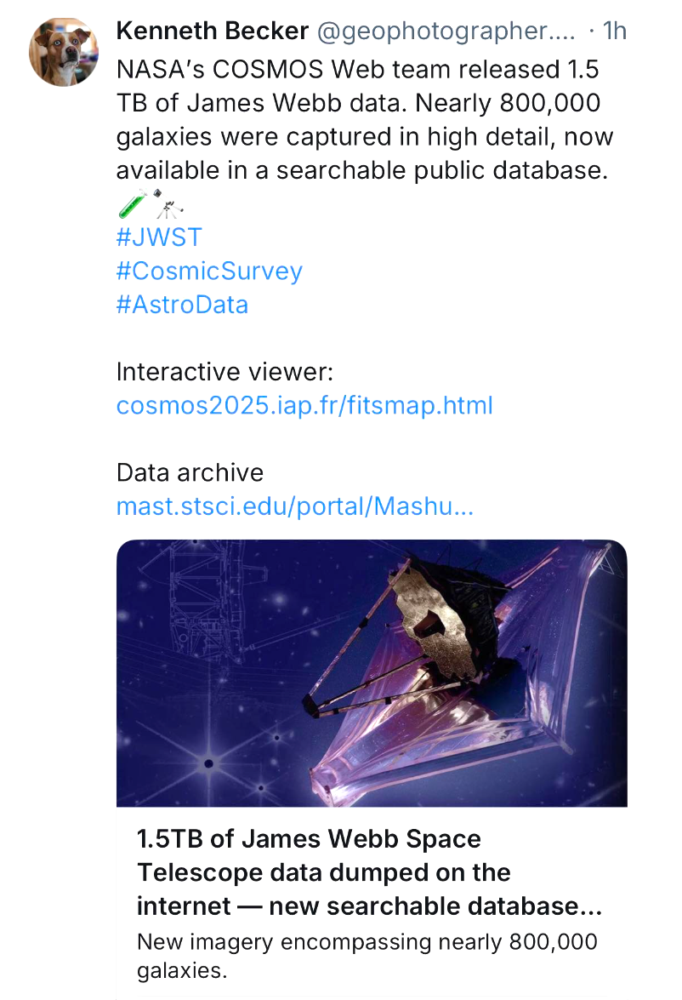 Kenneth Becker @geophotographer.... · 1h
NASA’s COSMOS Web team released 1.5
TB of James Webb data. Nearly 800,000
galaxies were captured in high detail, now
available in a searchable public database.
🧪🔭
#JWST
#CosmicSurvey
#AstroData
Interactive viewer:
cosmos2025.iap.fr/fitsmap.html
Data archive
mast.stsci.edu/portal/Mashu...
1.5TB of James Webb Space
Telescope data dumped on the
internet — new searchable database...
New imagery encompassing nearly 800,000
galaxies.